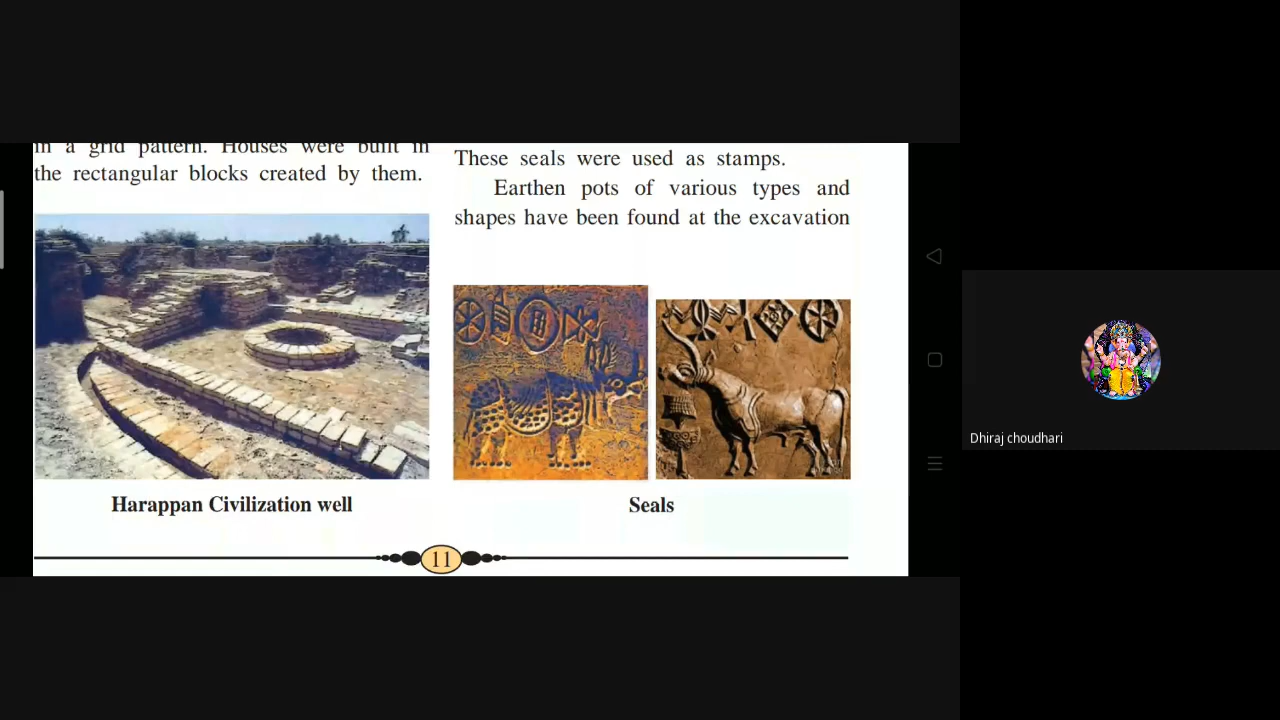 in a grid pattern. Houses were built in
the rectangular blocks created by them.
Harappan Civilization well
These seals were used as stamps.
Earthen pots of various types and
shapes have been found at the excavation
Seals
11
Dhiraj choudhari